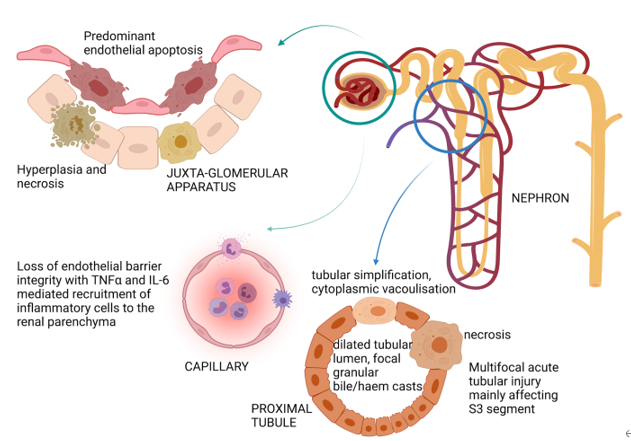 Predominant
endothelial apoptosis
Hyperplasia and
necrosis
JUXTA-GLOMERULAR
APPARATUS
NEPHRON
Loss of endothelial barrier
integrity with TNFα and IL-6
mediated recruitment of
inflammatory cells to the
renal parenchyma
CAPILLARY
tubular simplification,
cytoplasmic vacoulisation
dilated tubular
lumen, focal
granular
bile/haem casts
necrosis
Multifocal acute
tubular injury
mainly affecting
S3 segment
PROXIMAL
TUBULE